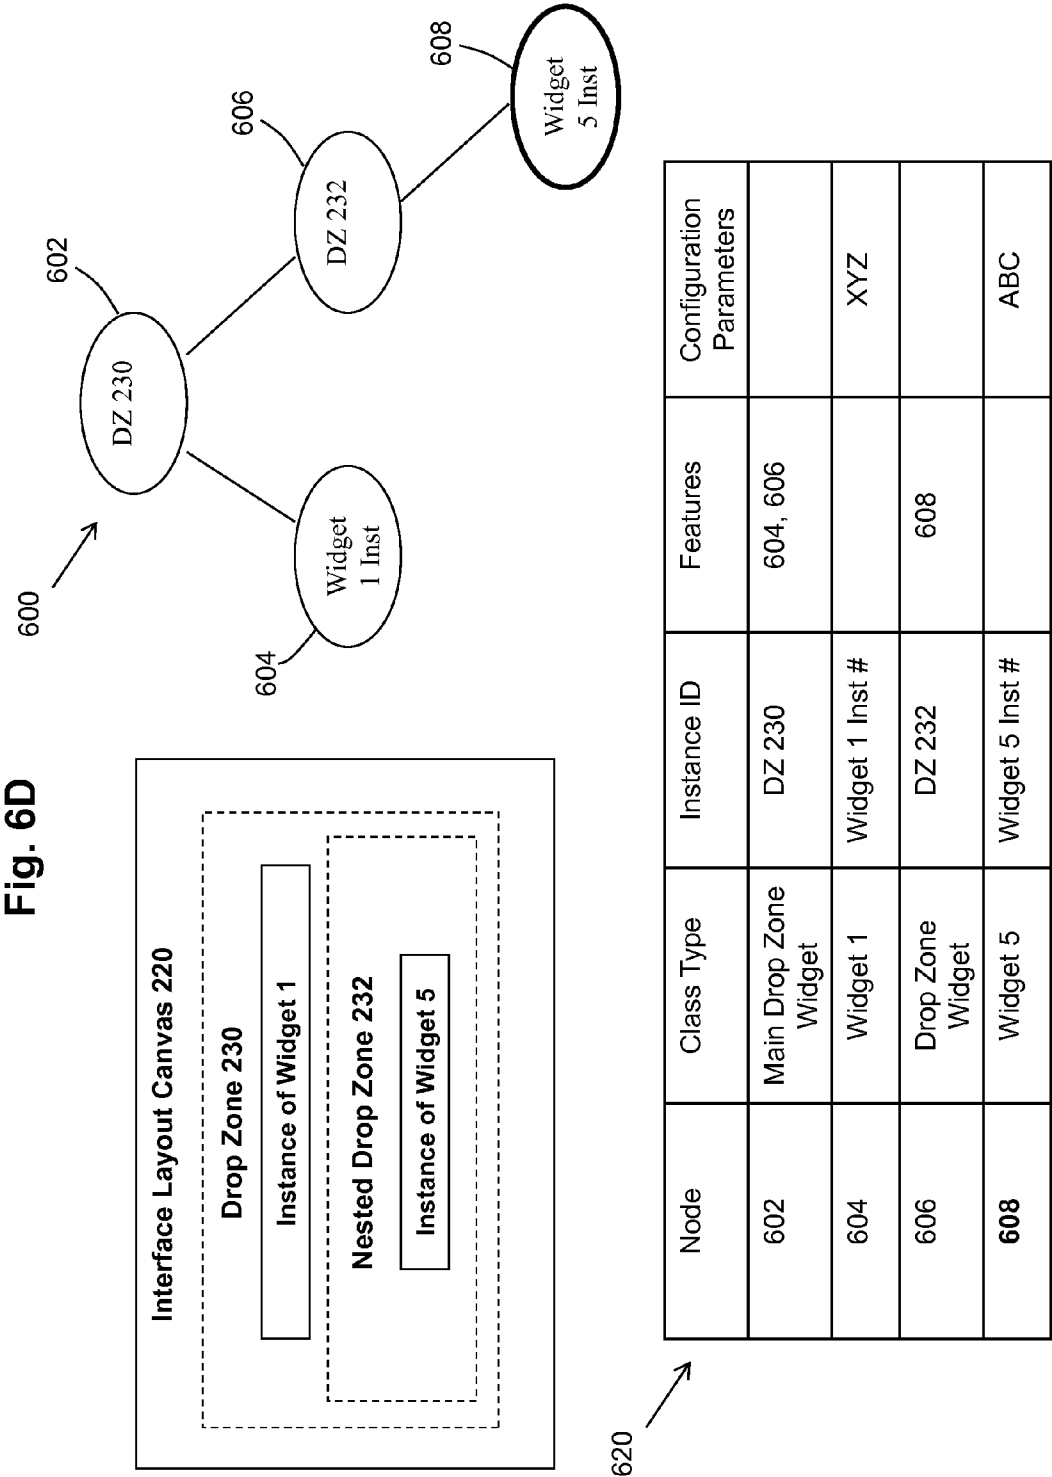 Fig. 6D
Interface Layout Canvas 220
Drop Zone 230
Instance of Widget 1
Nested Drop Zone 232
Instance of Widget 5
600
602
DZ 230
604
Widget
1 Inst
606
DZ 232
608
Widget
5 Inst
620
Node
Class Type
Instance ID
Features
Configuration
Parameters
602
Main Drop Zone
Widget
DZ 230
604, 606
604
Widget 1
Widget 1 Inst #
XYZ
606
Drop Zone
Widget
DZ 232
608
608
Widget 5
Widget 5 Inst #
ABC